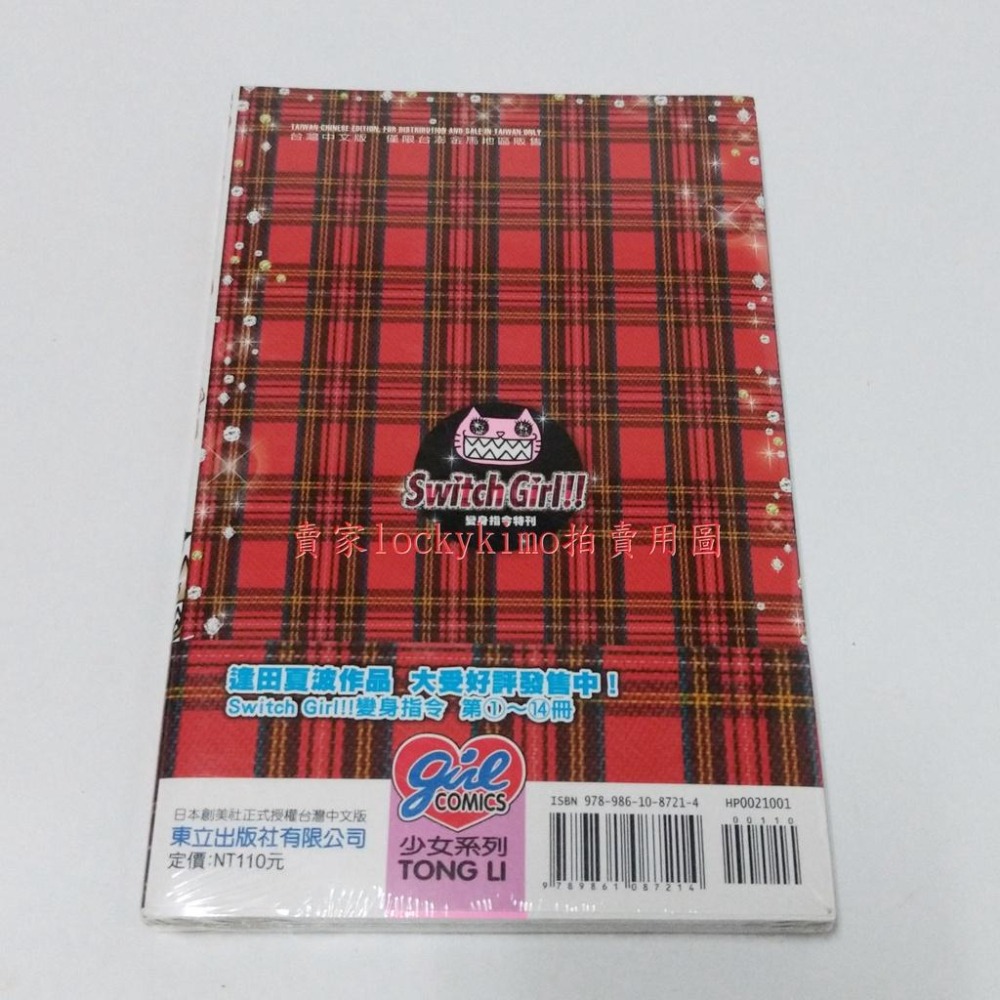 TAIWAN CHINESE EDITION, FOR DISTRIBUTION AND SALE IN TAIWAN ONLY.
台灣中文版 僅限台澎金馬地區販售
Switch Girl!!
變身指令特刊
賣家lockykimo拍賣用圖
逢田夏波作品 大受好評發售中！
Switch Girl!!變身指令 第①～⑭冊
girl
COMICS
日本創美社正式授權台灣中文版
東立出版社有限公司
定價:NT110元
少女系列
TONG LI
ISBN 978-986-10-8721-4
9 789861 087214
HP0021001
00110